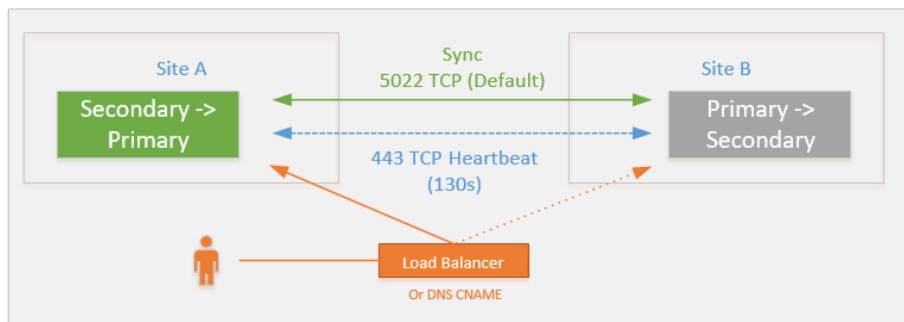 Sync
5022 TCP (Default)
Site A
Site B
Secondary ->
Primary
Primary ->
Secondary
443 TCP Heartbeat
(130s)
Load Balancer
Or DNS CNAME